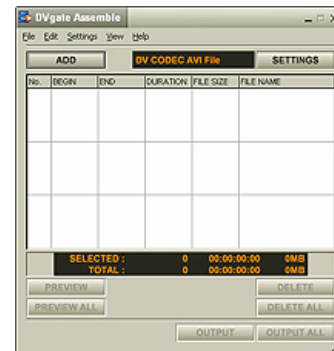 DVgate Assemble
File Edit Settings View Help
ADD DV CODEC AVI File SETTINGS
No. BEGIN END DURATION FILE SIZE FILE NAME
SELECTED : 0 00:00:00:00 0MB
TOTAL : 0 00:00:00:00 0MB
PREVIEW DELETE
PREVIEW ALL DELETE ALL
OUTPUT OUTPUT ALL